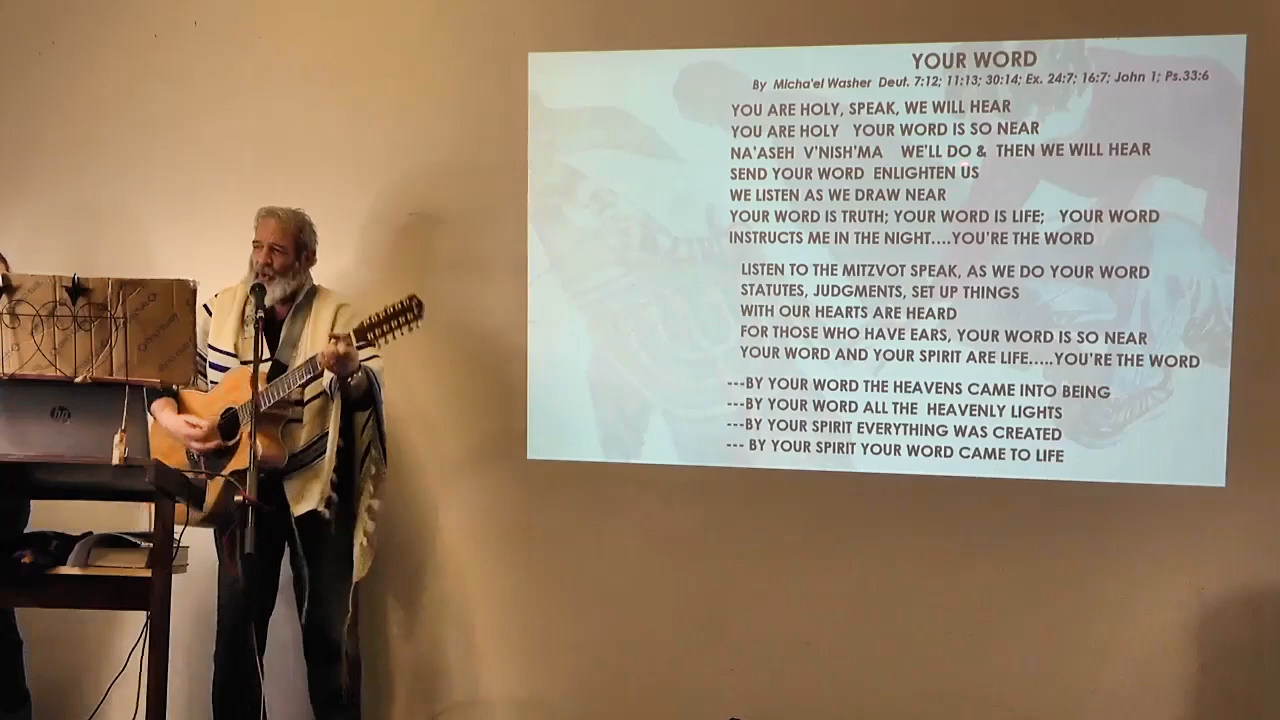 YOUR WORD
By Micha'el Washer Deut. 7:12; 11:13; 30:14; Ex. 24:7; 16:7; John 1; Ps.33:6
YOU ARE HOLY, SPEAK, WE WILL HEAR
YOU ARE HOLY YOUR WORD IS SO NEAR
NA'ASEH V'NISH'MA WE'LL DO & THEN WE WILL HEAR
SEND YOUR WORD ENLIGHTEN US
WE LISTEN AS WE DRAW NEAR
YOUR WORD IS TRUTH; YOUR WORD IS LIFE; YOUR WORD
INSTRUCTS ME IN THE NIGHT....YOU'RE THE WORD
LISTEN TO THE MITZVOT SPEAK, AS WE DO YOUR WORD
STATUTES, JUDGMENTS, SET UP THINGS
WITH OUR HEARTS ARE HEARD
FOR THOSE WHO HAVE EARS, YOUR WORD IS SO NEAR
YOUR WORD AND YOUR SPIRIT ARE LIFE.....YOU'RE THE WORD
---BY YOUR WORD THE HEAVENS CAME INTO BEING
---BY YOUR WORD ALL THE HEAVENLY LIGHTS
---BY YOUR SPIRIT EVERYTHING WAS CREATED
--- BY YOUR SPIRIT YOUR WORD CAME TO LIFE
hp